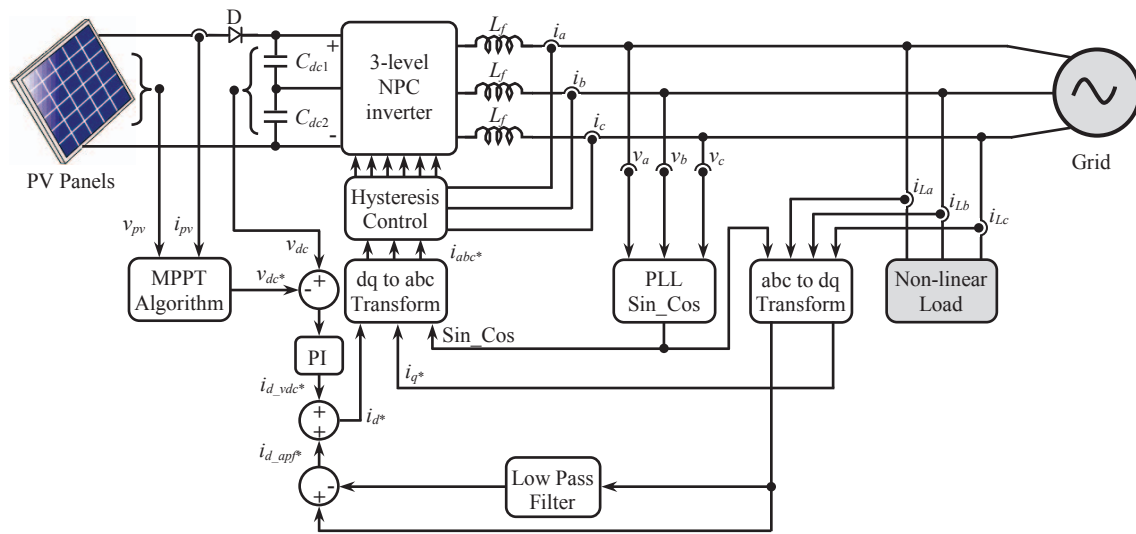 D
+
-
C_dc1
C_dc2
3-level
NPC
inverter
L_f
i_a
L_f
i_b
L_f
i_c
v_a
v_b
v_c
Grid
PV Panels
v_pv
i_pv
v_dc
Hysteresis
Control
i_abc*
i_La
i_Lb
i_Lc
MPPT
Algorithm
v_dc*
+
-
dq to abc
Transform
PLL
Sin_Cos
abc to dq
Transform
Non-linear
Load
Sin_Cos
PI
i_d_vdc*
i_q*
+
+
i_d*
i_d_apf*
+
-
Low Pass
Filter